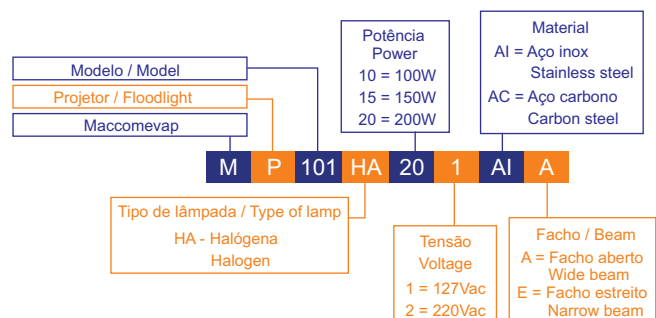 Modelo / Model
Projetor / Floodlight
Maccomevap
Potência
Power
10 = 100W
15 = 150W
20 = 200W
Material
AI = Aço inox
Stainless steel
AC = Aço carbono
Carbon steel
M P 101 HA 20 1 AI A
Tipo de lâmpada / Type of lamp
HA - Halógena
Halogen
Tensão
Voltage
1 = 127Vac
2 = 220Vac
Facho / Beam
A = Facho aberto
Wide beam
E = Facho estreito
Narrow beam